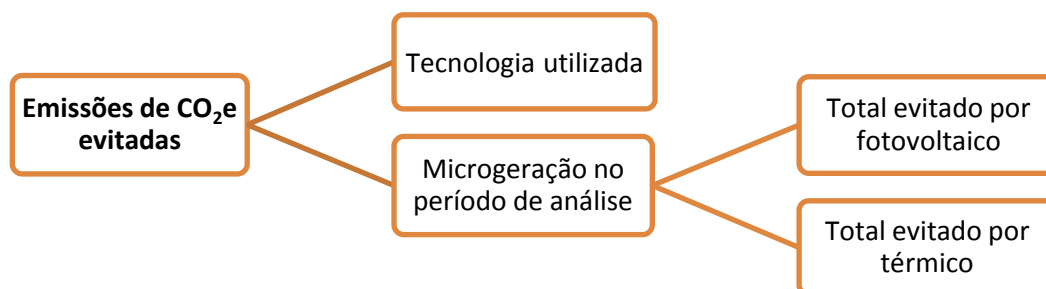 Emissões de CO₂e
evitadas
Tecnologia utilizada
Microgeração no
período de análise
Total evitado por
fotovoltaico
Total evitado por
térmico